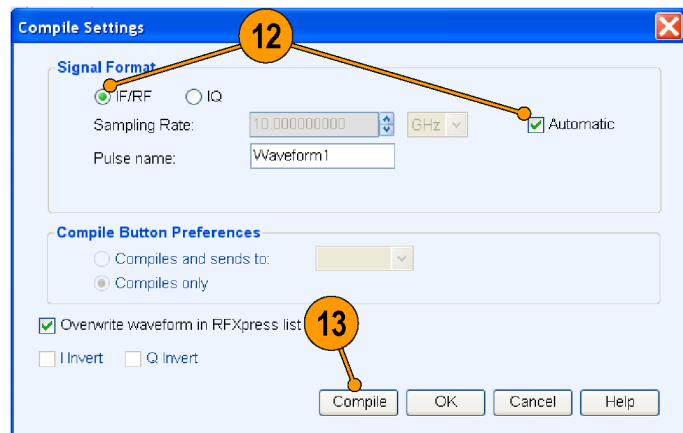 Compile Settings
12
Signal Format
IF/RF IQ
Sampling Rate: 10.000000000 GHz Automatic
Pulse name: Waveform1
Compile Button Preferences
Compiles and sends to:
Compiles only
Overwrite waveform in RFXpress list
13
I Invert Q Invert
Compile OK Cancel Help